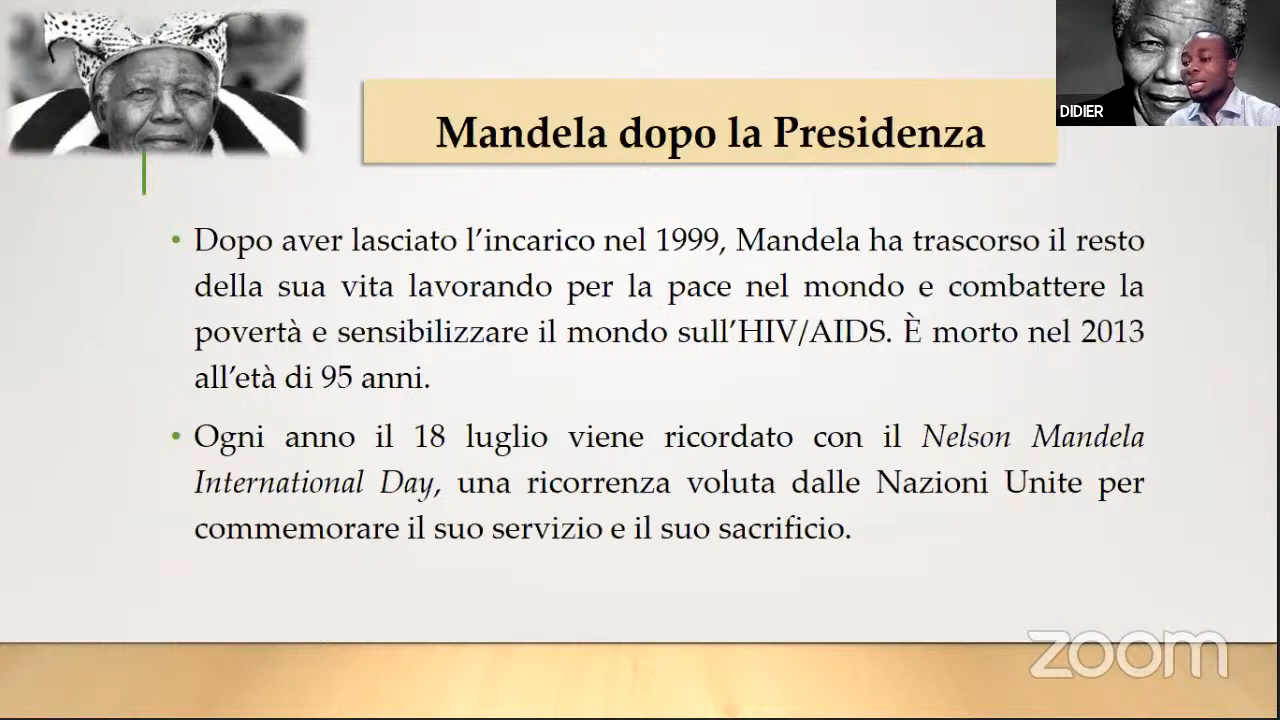 DIDIER
Mandela dopo la Presidenza
• Dopo aver lasciato l’incarico nel 1999, Mandela ha trascorso il resto
della sua vita lavorando per la pace nel mondo e combattere la
povertà e sensibilizzare il mondo sull’HIV/AIDS. È morto nel 2013
all’età di 95 anni.
• Ogni anno il 18 luglio viene ricordato con il Nelson Mandela
International Day, una ricorrenza voluta dalle Nazioni Unite per
commemorare il suo servizio e il suo sacrificio.
zoom